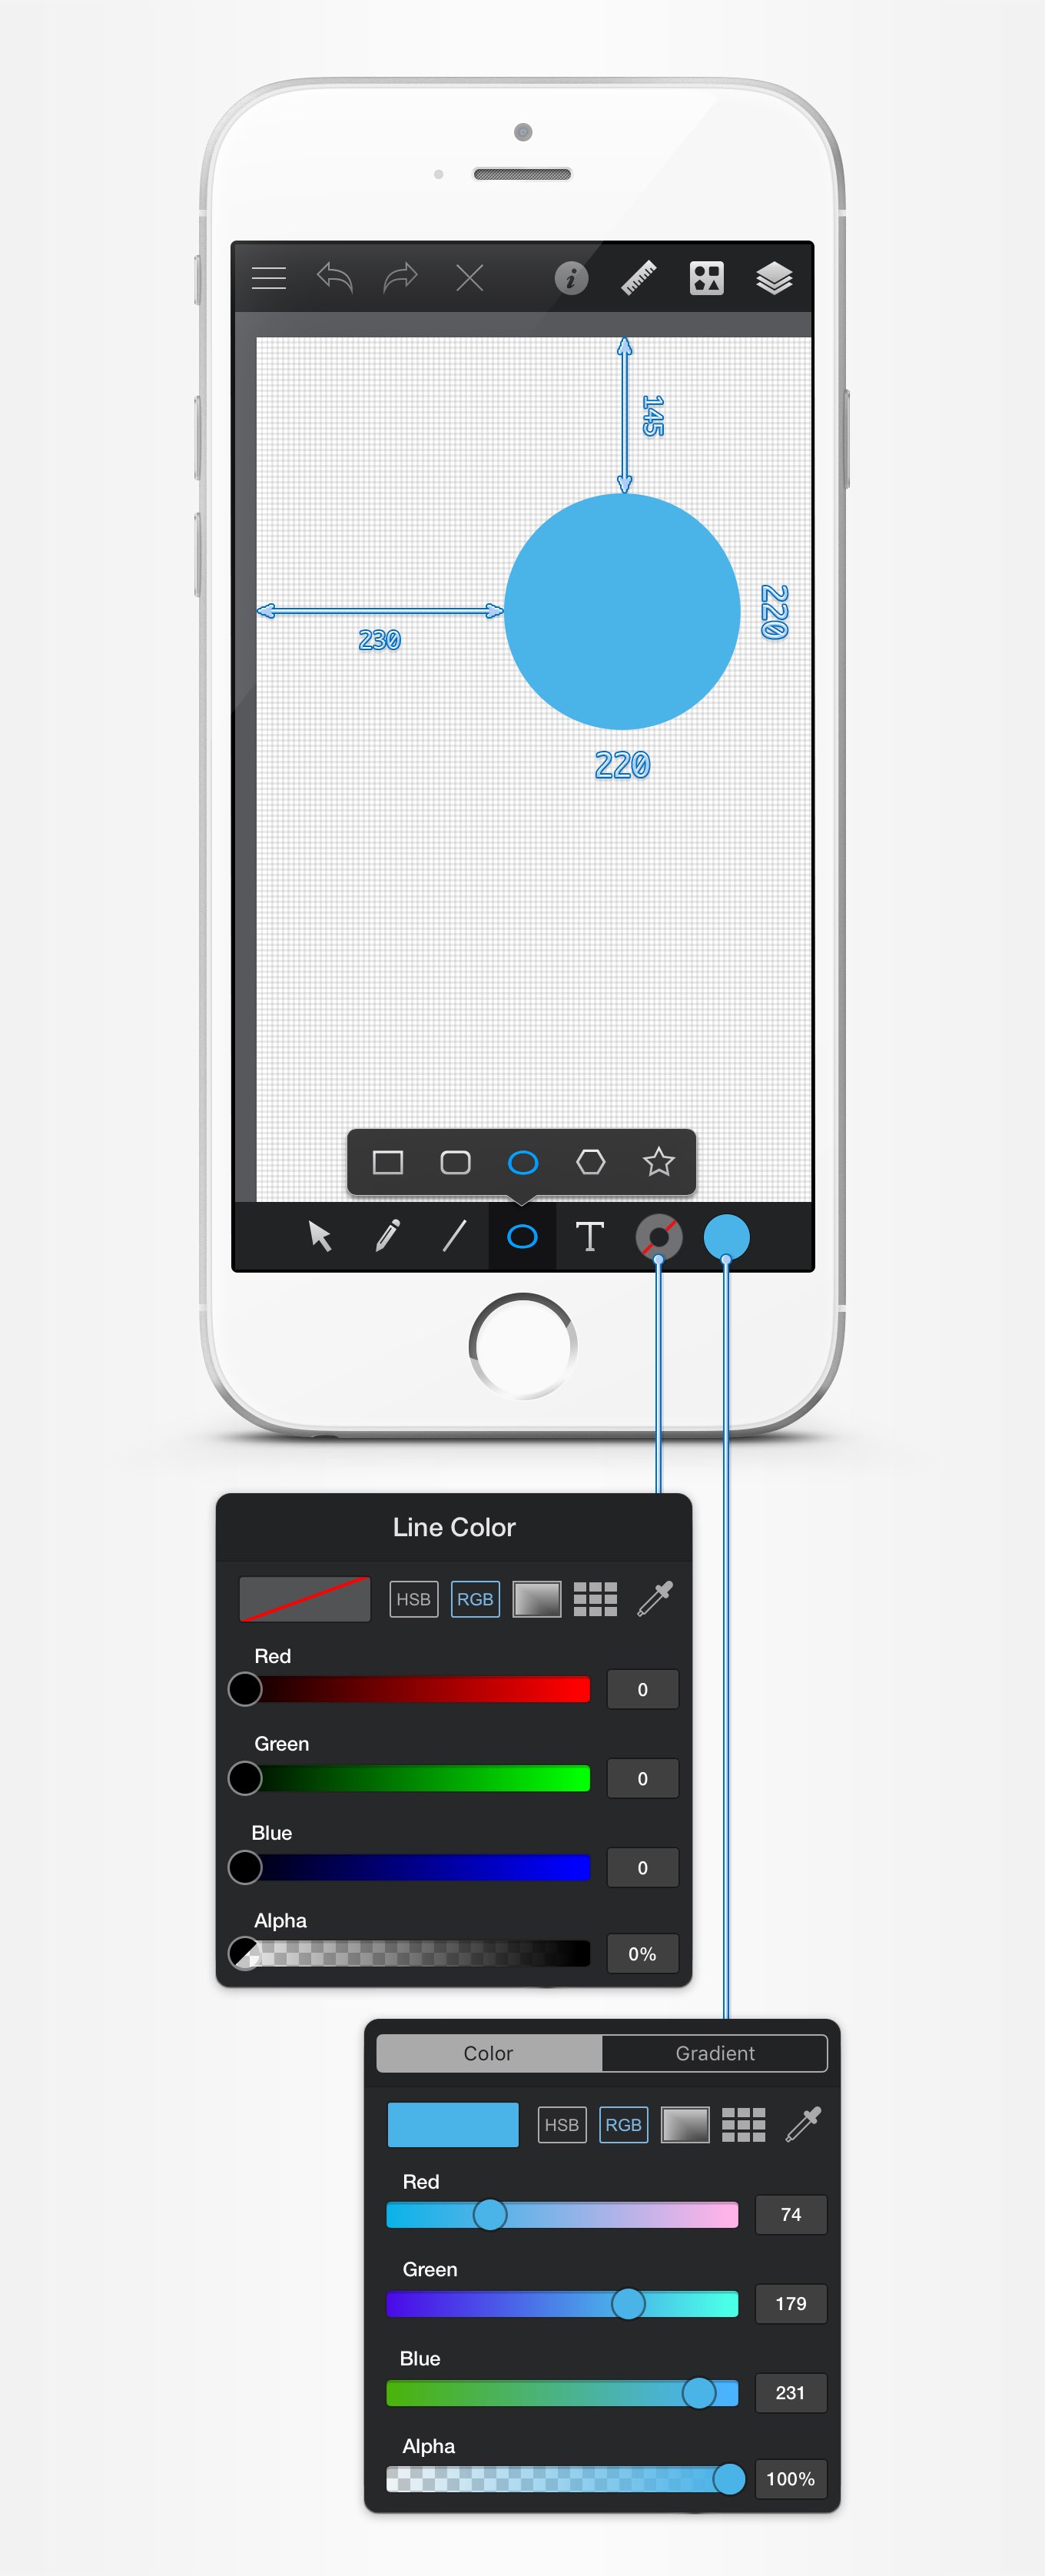 145
220
230
220
T
Line Color
HSB RGB
Red
0
Green
0
Blue
0
Alpha
0%
Color Gradient
HSB RGB
Red
74
Green
179
Blue
231
Alpha
100%